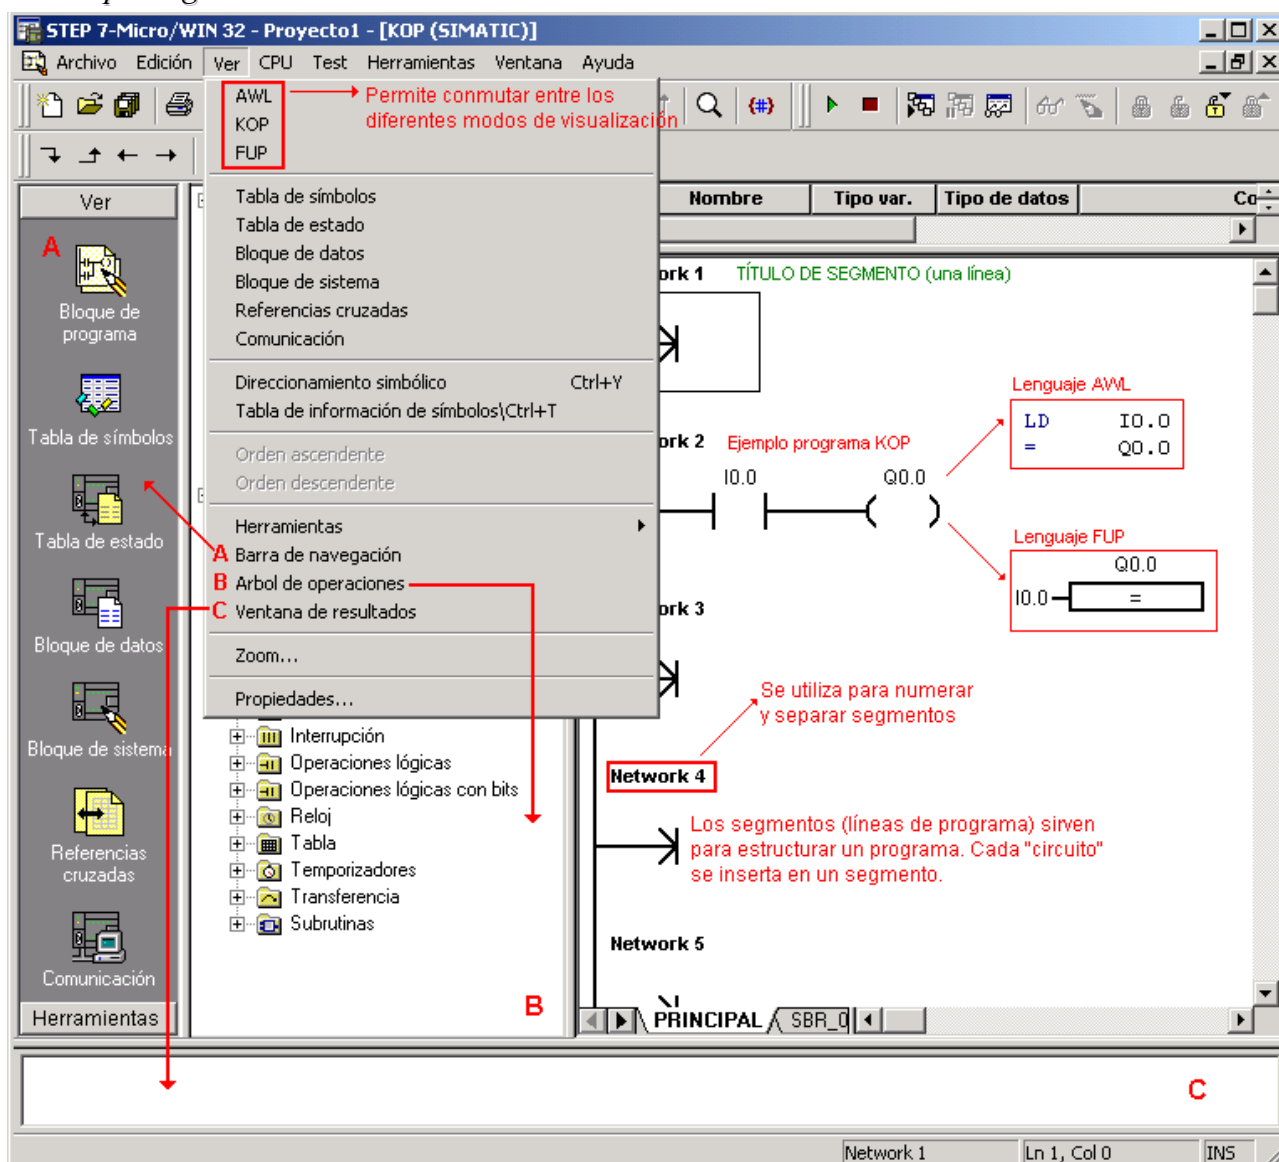 STEP 7-Micro/WIN 32 - Proyecto1 - [KOP (SIMATIC)]
Archivo Edición Ver CPU Test Herramientas Ventana Ayuda
AWL
KOP
FUP
Permite conmutar entre los
diferentes modos de visualización
Tabla de símbolos
Tabla de estado
Bloque de datos
Bloque de sistema
Referencias cruzadas
Comunicación
Direccionamiento simbólico Ctrl+Y
Tabla de información de símbolos\Ctrl+T
Orden ascendente
Orden descendente
Herramientas
A Barra de navegación
B Arbol de operaciones
C Ventana de resultados
Zoom...
Propiedades...
Ver
A
Bloque de
programa
Tabla de símbolos
Tabla de estado
Bloque de datos
Bloque de sistema
Referencias
cruzadas
Comunicación
Herramientas
Interrupción
Operaciones lógicas
Operaciones lógicas con bits
Reloj
Tabla
Temporizadores
Transferencia
Subrutinas
B
Nombre Tipo var. Tipo de datos Co
ork 1 TÍTULO DE SEGMENTO (una línea)
ork 2 Ejemplo programa KOP
I0.0 Q0.0
Lenguaje AWL
LD I0.0
= Q0.0
Lenguaje FUP
Q0.0
I0.0 =
ork 3
Se utiliza para numerar
y separar segmentos
Network 4
Los segmentos (líneas de programa) sirven
para estructurar un programa. Cada "circuito"
se inserta en un segmento.
Network 5
PRINCIPAL SBR_0
C
Network 1 Ln 1, Col 0 INS